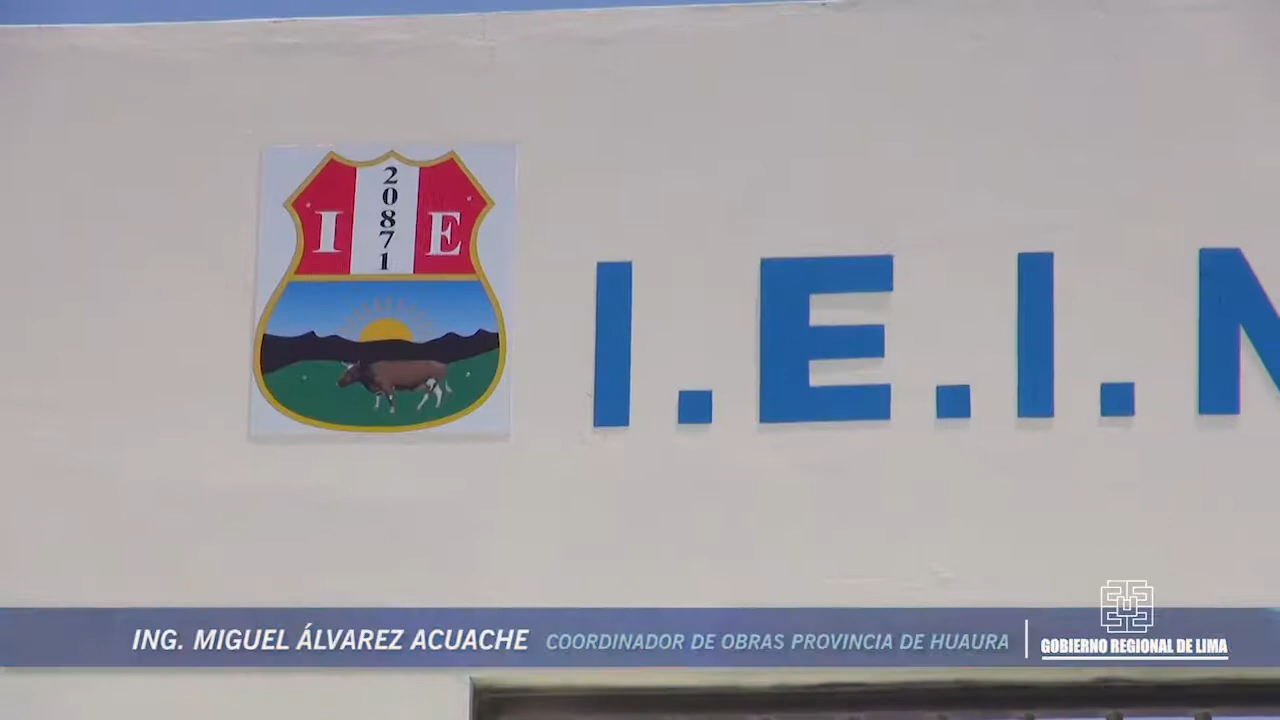 I 20871 E
I.E.I.N
ING. MIGUEL ÁLVAREZ ACUACHE COORDINADOR DE OBRAS PROVINCIA DE HUAURA
GOBIERNO REGIONAL DE LIMA